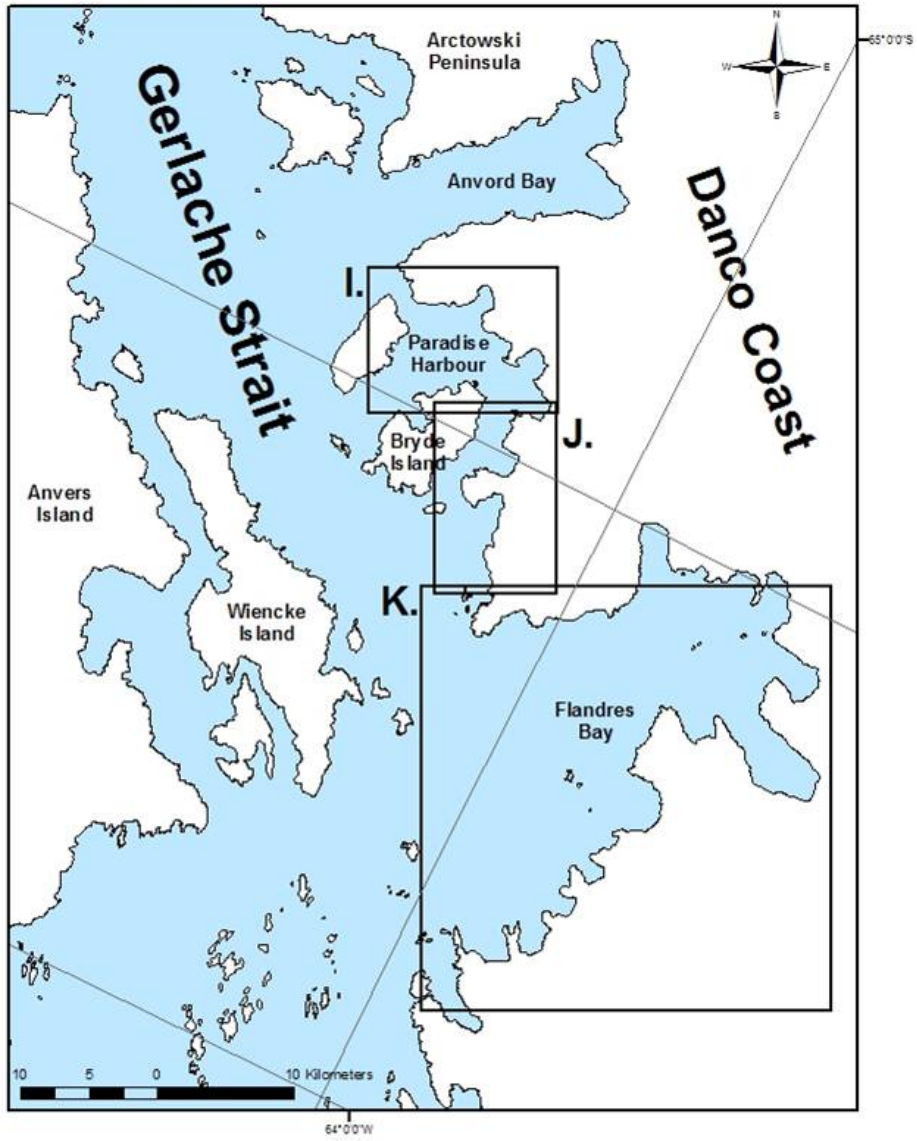 Arctowski
Peninsula
N
W
E
S
65°0'0"S
Gerlache Strait
Anvord Bay
Danco Coast
I.
Paradise
Harbour
J.
Bryde
Island
Anvers
Island
K.
Wiencke
Island
Flandres
Bay
10 5 0 10 Kilometers
64°0'0"W